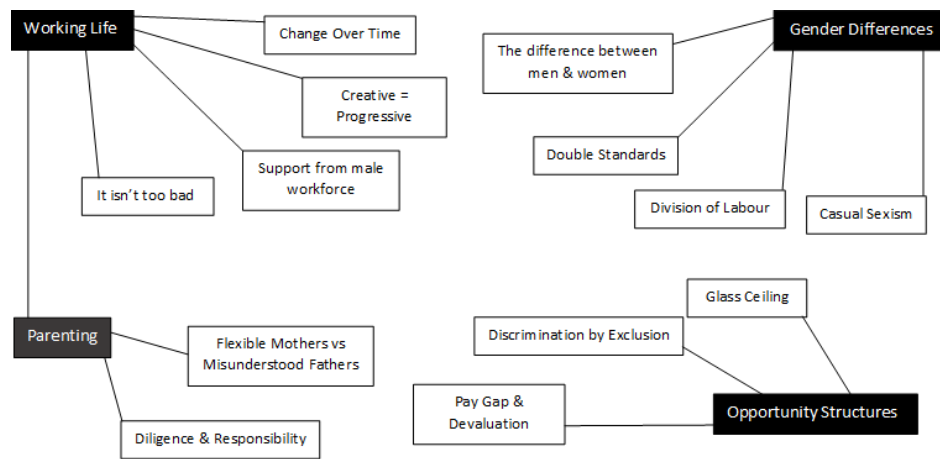 Working Life
Change Over Time
Creative =
Progressive
Support from male
workforce
It isn't too bad
Gender Differences
The difference between
men & women
Double Standards
Division of Labour
Casual Sexism
Parenting
Flexible Mothers vs
Misunderstood Fathers
Diligence & Responsibility
Glass Ceiling
Discrimination by Exclusion
Pay Gap &
Devaluation
Opportunity Structures